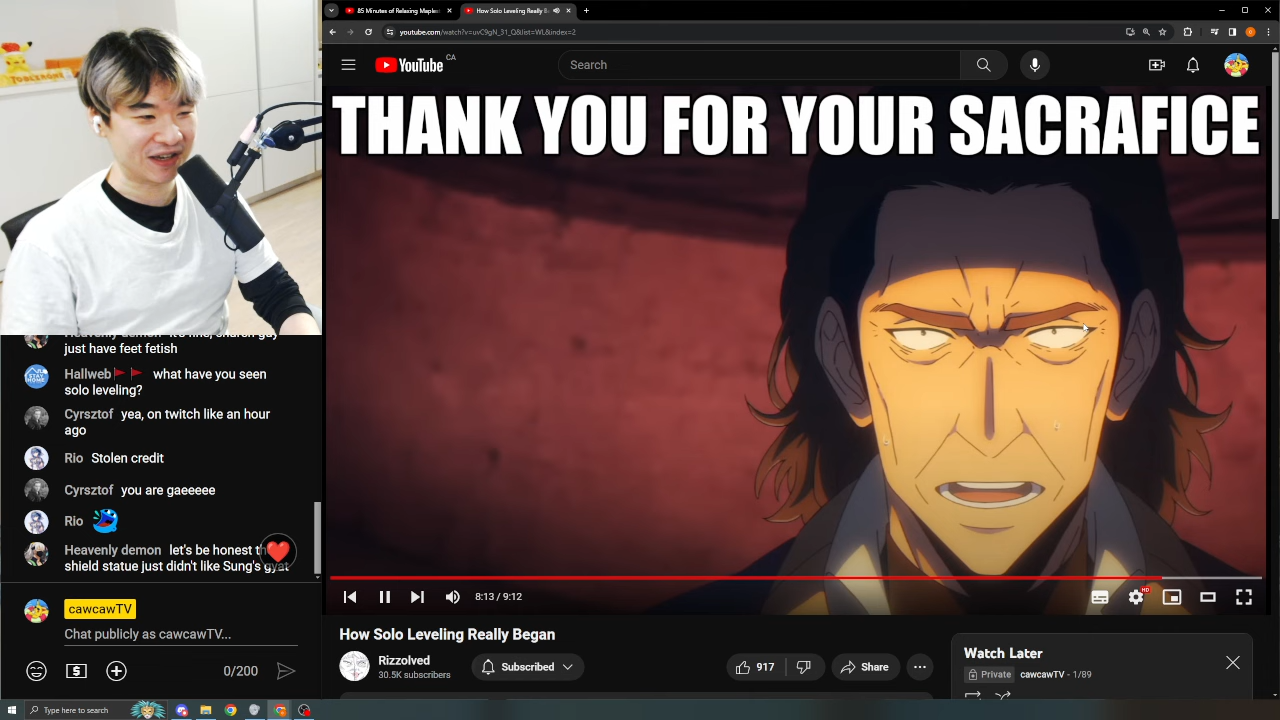 85 Minutes of Relaxing Maples
How Solo Leveling Really B
youtube.com/watch?v=uvC9gN_31_Q&list=WL&index=2
YouTube CA
Search
THANK YOU FOR YOUR SACRAFICE
just have feet fetish
Hallweb what have you seen
solo leveling?
Cyrsztof yea, on twitch like an hour
ago
Rio Stolen credit
Cyrsztof you are gaeeeee
Rio
Heavenly demon let's be honest th
shield statue just didn't like Sung's gyat
cawcawTV
Chat publicly as cawcawTV...
0/200
8:13 / 9:12
HD
How Solo Leveling Really Began
Rizzolved
30.5K subscribers
Subscribed
917
Share
Watch Later
Private cawcawTV - 1/89
Type here to search